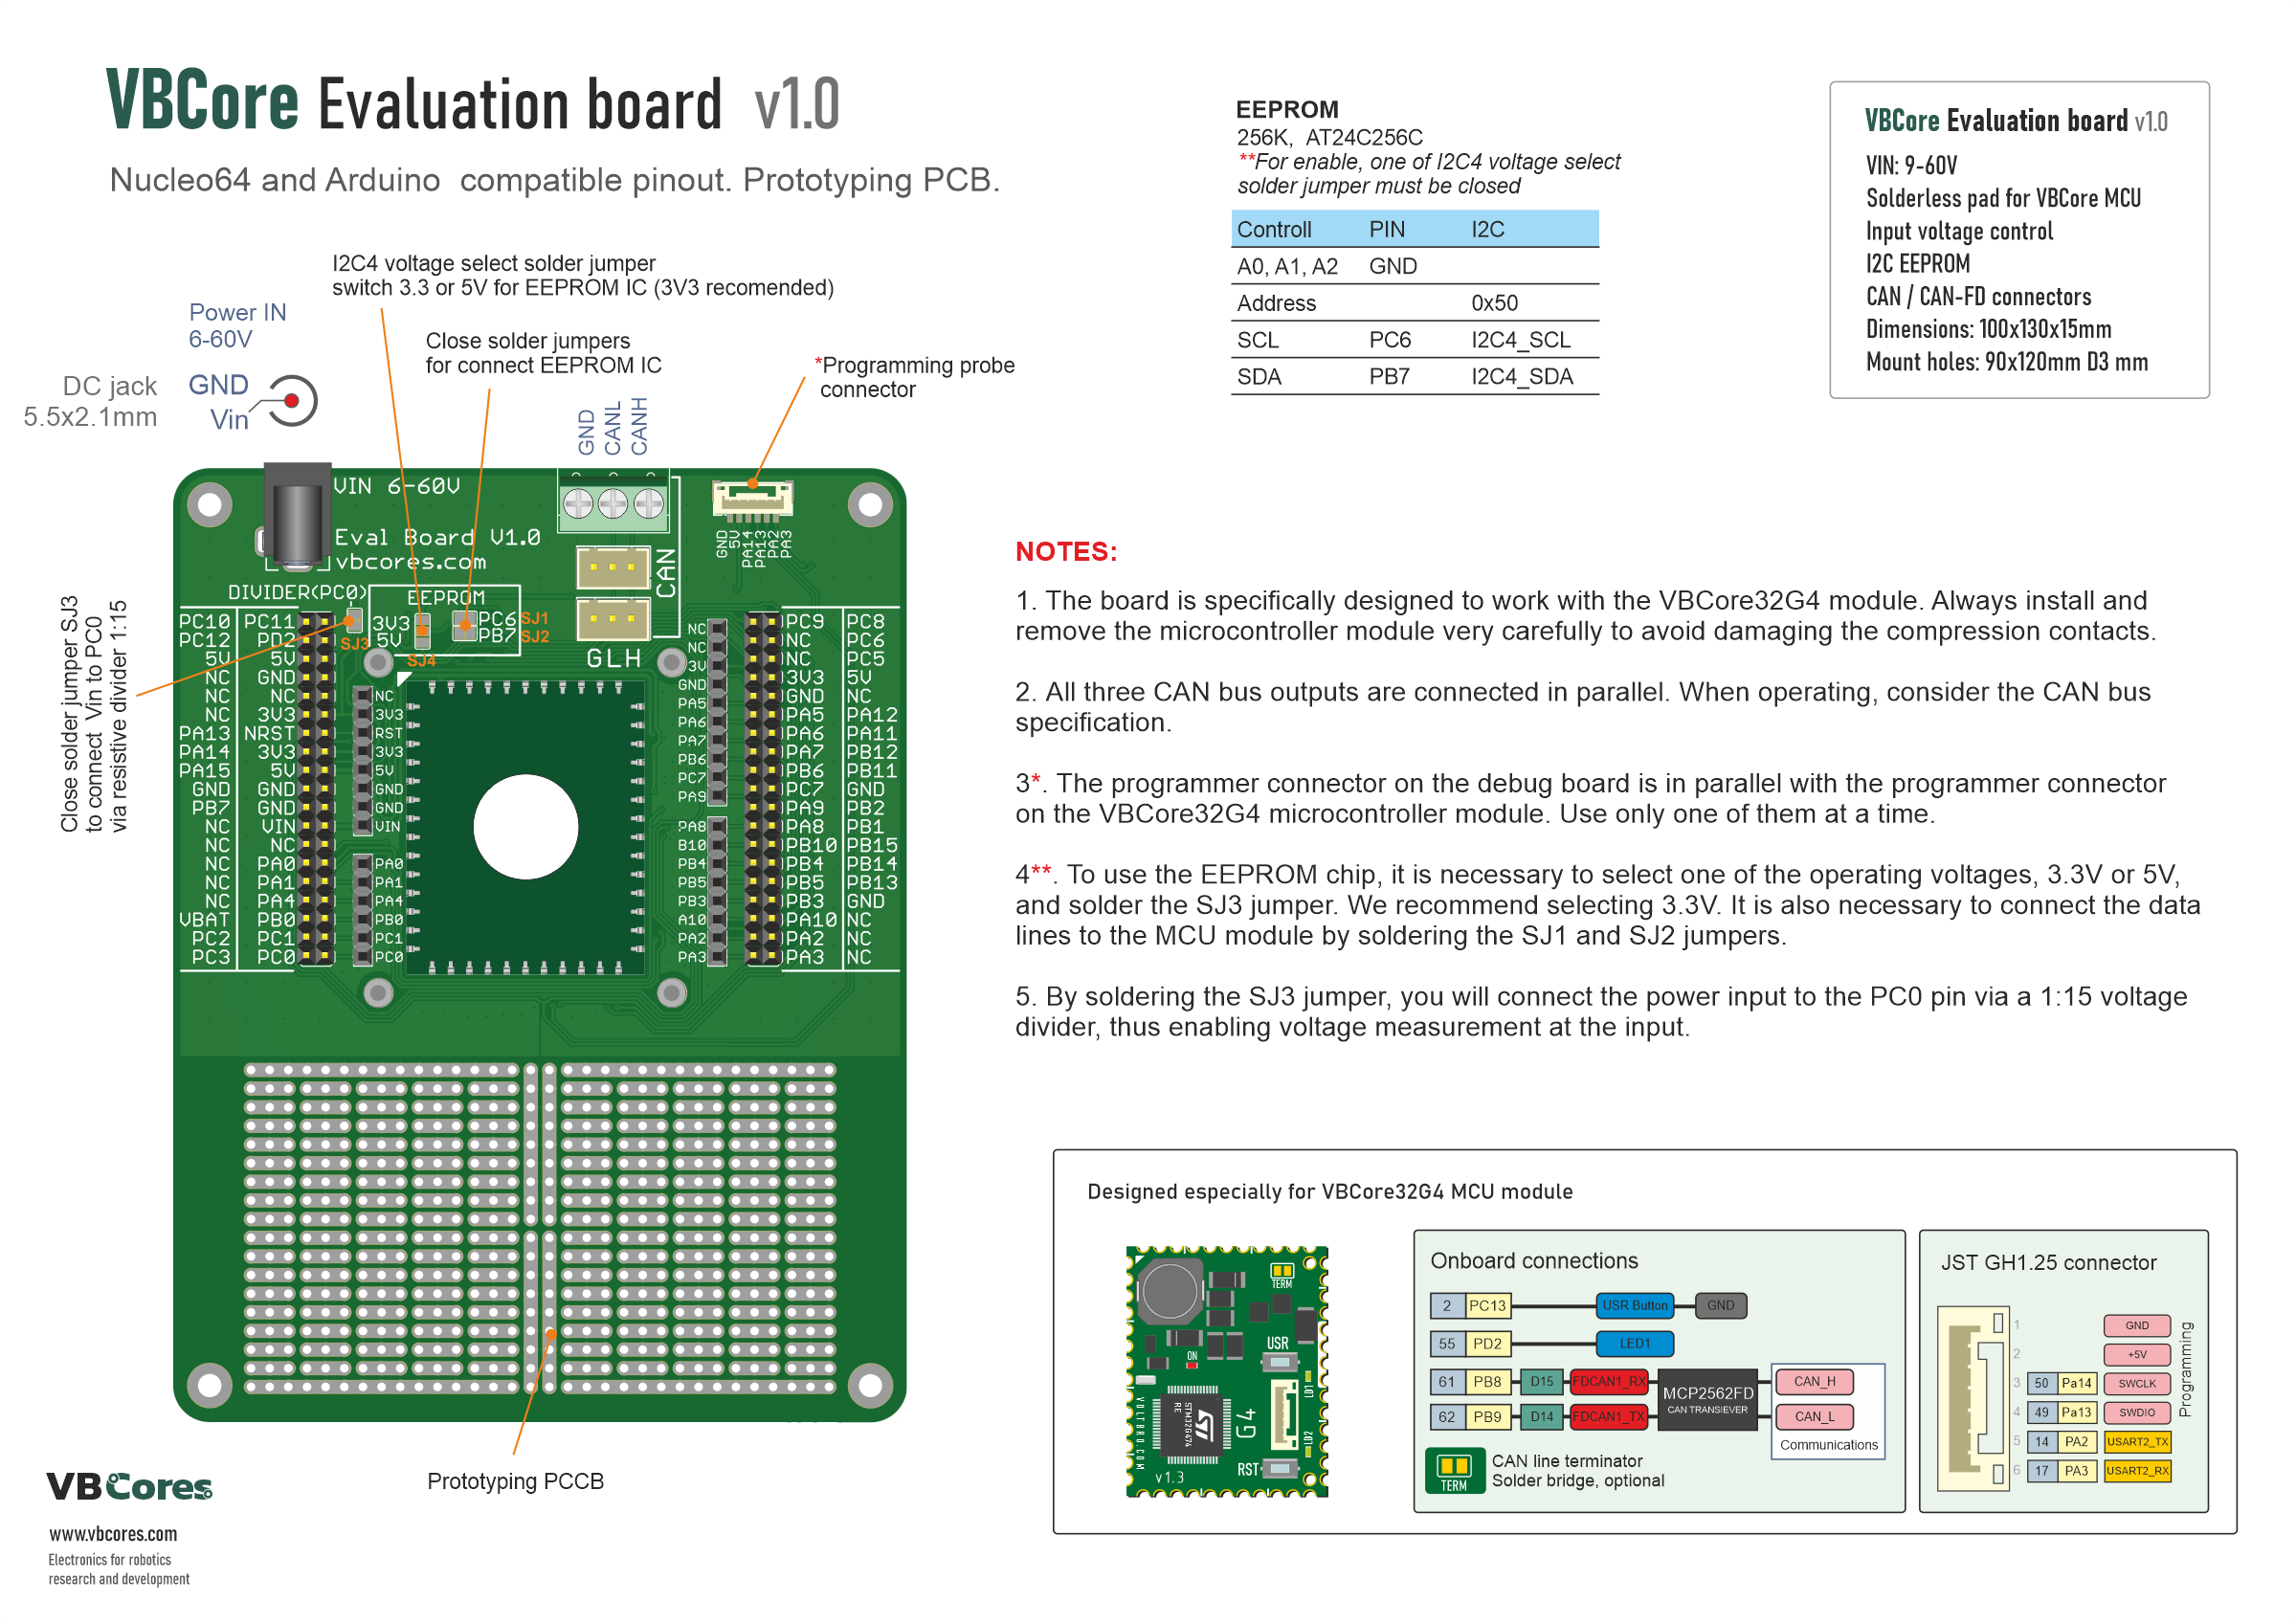 VBCore Evaluation board v1.0
Nucleo64 and Arduino compatible pinout. Prototyping PCB.
EEPROM
256K, AT24C256C
**For enable, one of I2C4 voltage select
solder jumper must be closed
Controll PIN I2C
A0, A1, A2 GND
Address 0x50
SCL PC6 I2C4_SCL
SDA PB7 I2C4_SDA
VBCore Evaluation board v1.0
VIN: 9-60V
Solderless pad for VBCore MCU
Input voltage control
I2C EEPROM
CAN / CAN-FD connectors
Dimensions: 100x130x15mm
Mount holes: 90x120mm D3 mm
I2C4 voltage select solder jumper
switch 3.3 or 5V for EEPROM IC (3V3 recomended)
Power IN
6-60V
Close solder jumpers
for connect EEPROM IC
*Programming probe
connector
DC jack
5.5x2.1mm
GND
Vin
GND
CANL
CANH
VIN 6-60V
Eval Board V1.0
vbcores.com
GND
5V
PA14
PA13
PA2
PA3
CAN
DIVIDER(PC0)
EEPROM
3V3
5V
PC6 SJ1
PB7 SJ2
SJ3
SJ4
GLH
Close solder jumper SJ3
to connect Vin to PC0
via resistive divider 1:15
PC10 PC11
PC12 PD2
5V 5V
NC GND
NC NC
NC 3V3
PA13 NRST
PA14 3V3
PA15 5V
GND GND
PB7 GND
NC VIN
NC NC
NC PA0
NC PA1
NC PA4
VBAT PB0
PC2 PC1
PC3 PC0
NC
3V3
RST
3V3
5V
GND
GND
VIN
PA0
PA1
PA4
PB0
PC1
PC0
NC
NC
3V
GND
PA5
PA6
PA7
PB6
PC7
PA9
PA8
B10
PB4
PB5
PB3
A10
PA2
PA3
PC9 PC8
NC PC6
NC PC5
3V3 5V
GND NC
PA5 PA12
PA6 PA11
PA7 PB12
PB6 PB11
PC7 GND
PA9 PB2
PA8 PB1
PB10 PB15
PB4 PB14
PB5 PB13
PB3 GND
PA10 NC
PA2 NC
PA3 NC
NOTES:
1. The board is specifically designed to work with the VBCore32G4 module. Always install and
remove the microcontroller module very carefully to avoid damaging the compression contacts.
2. All three CAN bus outputs are connected in parallel. When operating, consider the CAN bus
specification.
3*. The programmer connector on the debug board is in parallel with the programmer connector
on the VBCore32G4 microcontroller module. Use only one of them at a time.
4**. To use the EEPROM chip, it is necessary to select one of the operating voltages, 3.3V or 5V,
and solder the SJ3 jumper. We recommend selecting 3.3V. It is also necessary to connect the data
lines to the MCU module by soldering the SJ1 and SJ2 jumpers.
5. By soldering the SJ3 jumper, you will connect the power input to the PC0 pin via a 1:15 voltage
divider, thus enabling voltage measurement at the input.
Prototyping PCCB
Designed especially for VBCore32G4 MCU module
TERM
USR
ON
LD1
STM32G474
RE
G4
LD2
VOLTBRO.COM
v1.3
RST
Onboard connections
2 PC13 USR Button GND
55 PD2 LED1
61 PB8 D15 FDCAN1_RX
62 PB9 D14 FDCAN1_TX
MCP2562FD
CAN TRANSIEVER
CAN_H
CAN_L
Communications
TERM
CAN line terminator
Solder bridge, optional
JST GH1.25 connector
1 GND
2 +5V
3 50 Pa14 SWCLK
4 49 Pa13 SWDIO
5 14 PA2 USART2_TX
6 17 PA3 USART2_RX
Programming
VBCores
www.vbcores.com
Electronics for robotics
research and development